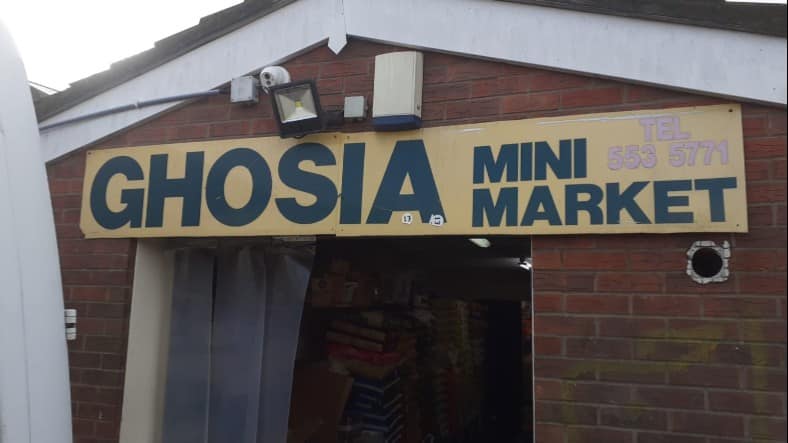 GHOSIA
MINI
MARKET
TEL
553 5771